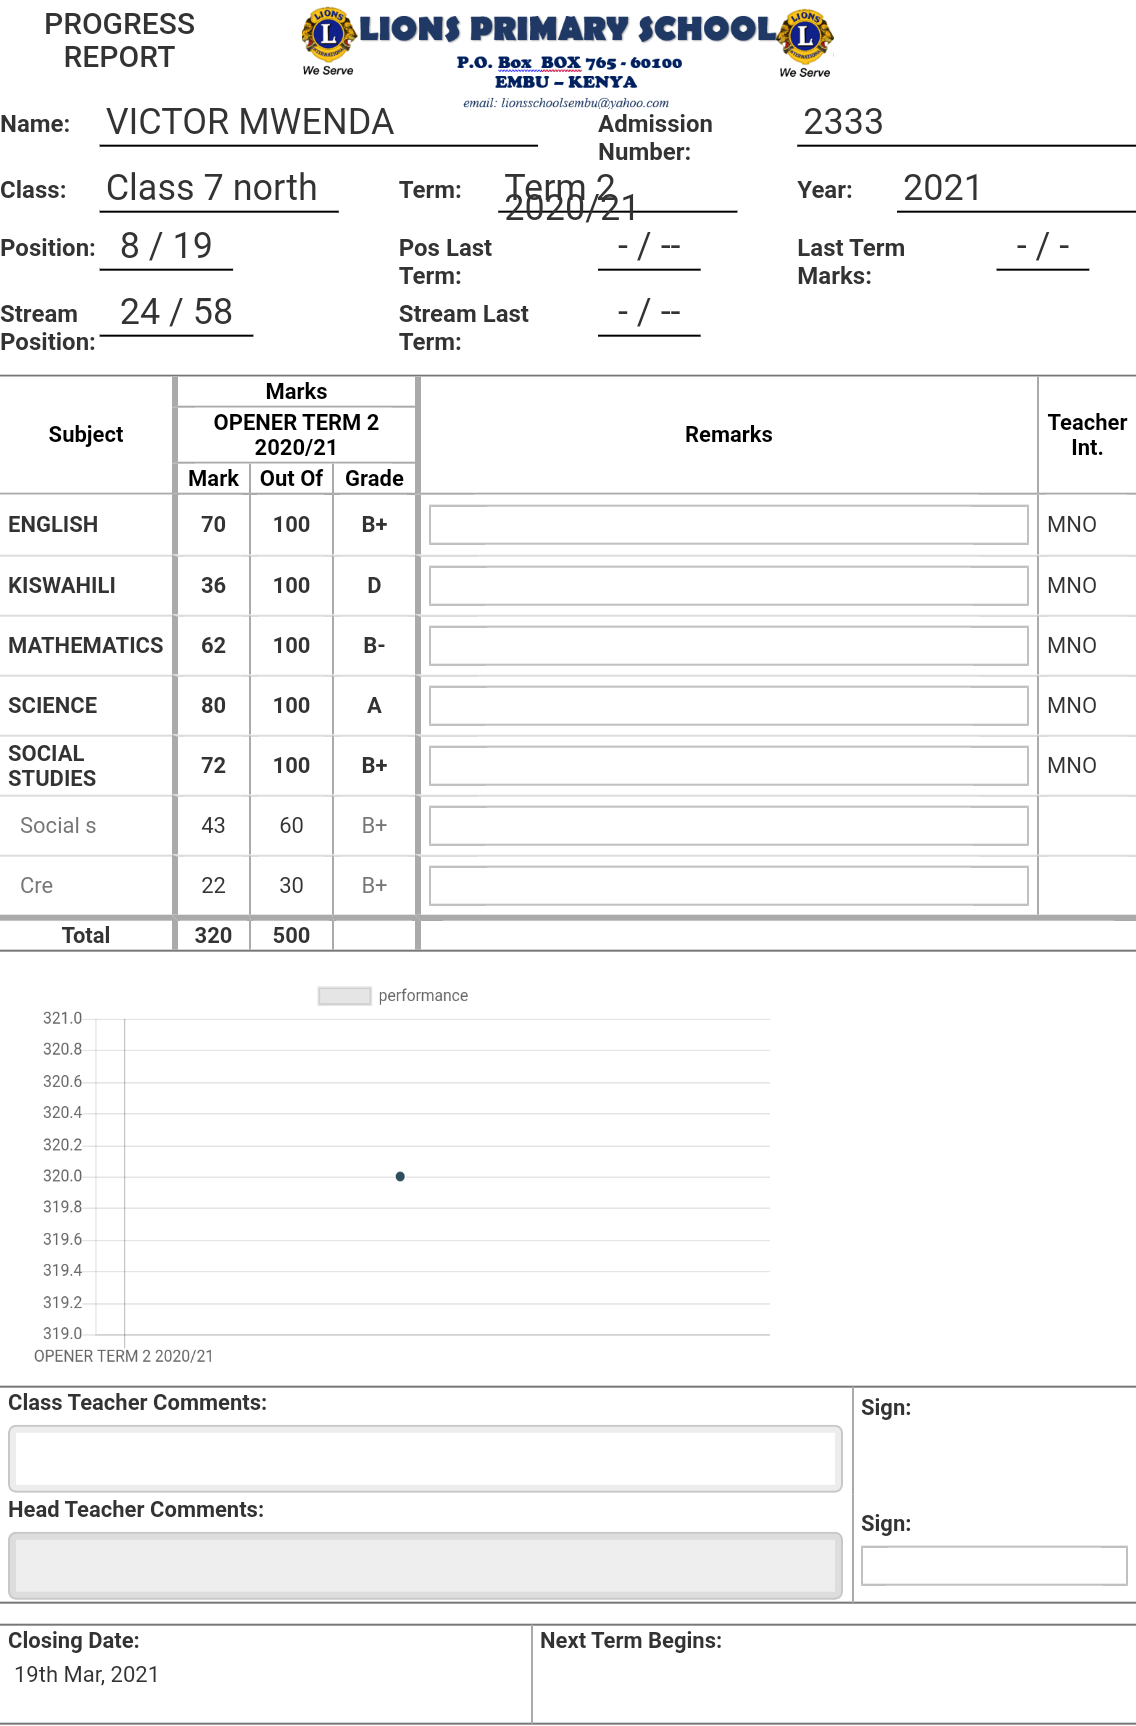 PROGRESS
REPORT
LIONS PRIMARY SCHOOL
We Serve
P.O. Box BOX 765 - 60100
We Serve
EMBU – KENYA
email: lionsschoolsembu@yahoo.com
Name: VICTOR MWENDA Admission Number: 2333
Class: Class 7 north Term: Term 2 2020/21 Year: 2021
Position: 8 / 19 Pos Last Term: - / -- Last Term Marks: - / -
Stream Position: 24 / 58 Stream Last Term: - / --
Subject Marks Remarks Teacher Int.
OPENER TERM 2 2020/21
Mark Out Of Grade
ENGLISH 70 100 B+ MNO
KISWAHILI 36 100 D MNO
MATHEMATICS 62 100 B- MNO
SCIENCE 80 100 A MNO
SOCIAL STUDIES 72 100 B+ MNO
Social s 43 60 B+
Cre 22 30 B+
Total 320 500
performance
321.0
320.8
320.6
320.4
320.2
320.0
319.8
319.6
319.4
319.2
319.0
OPENER TERM 2 2020/21
Class Teacher Comments: Sign:
Head Teacher Comments:
Sign:
Closing Date: Next Term Begins:
19th Mar, 2021